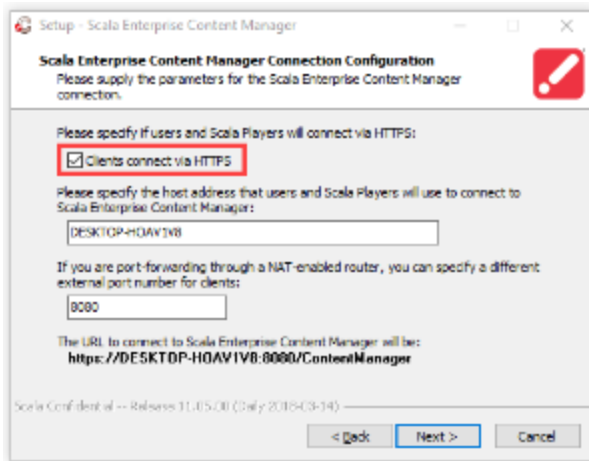 Setup - Scala Enterprise Content Manager
Scala Enterprise Content Manager Connection Configuration
Please supply the parameters for the Scala Enterprise Content Manager
connection.
Please specify if users and Scala Players will connect via HTTPS:
Clients connect via HTTPS
Please specify the host address that users and Scala Players will use to connect to
Scala Enterprise Content Manager:
DESKTOP-HOAV1V8
If you are port-forwarding through a NAT-enabled router, you can specify a different
external port number for clients:
8080
The URL to connect to Scala Enterprise Content Manager will be:
https://DESKTOP-HOAV1V8:8080/ContentManager
Scala Confidential -- Release 11.05.00 (Daily 2018-03-14)
< Back Next > Cancel